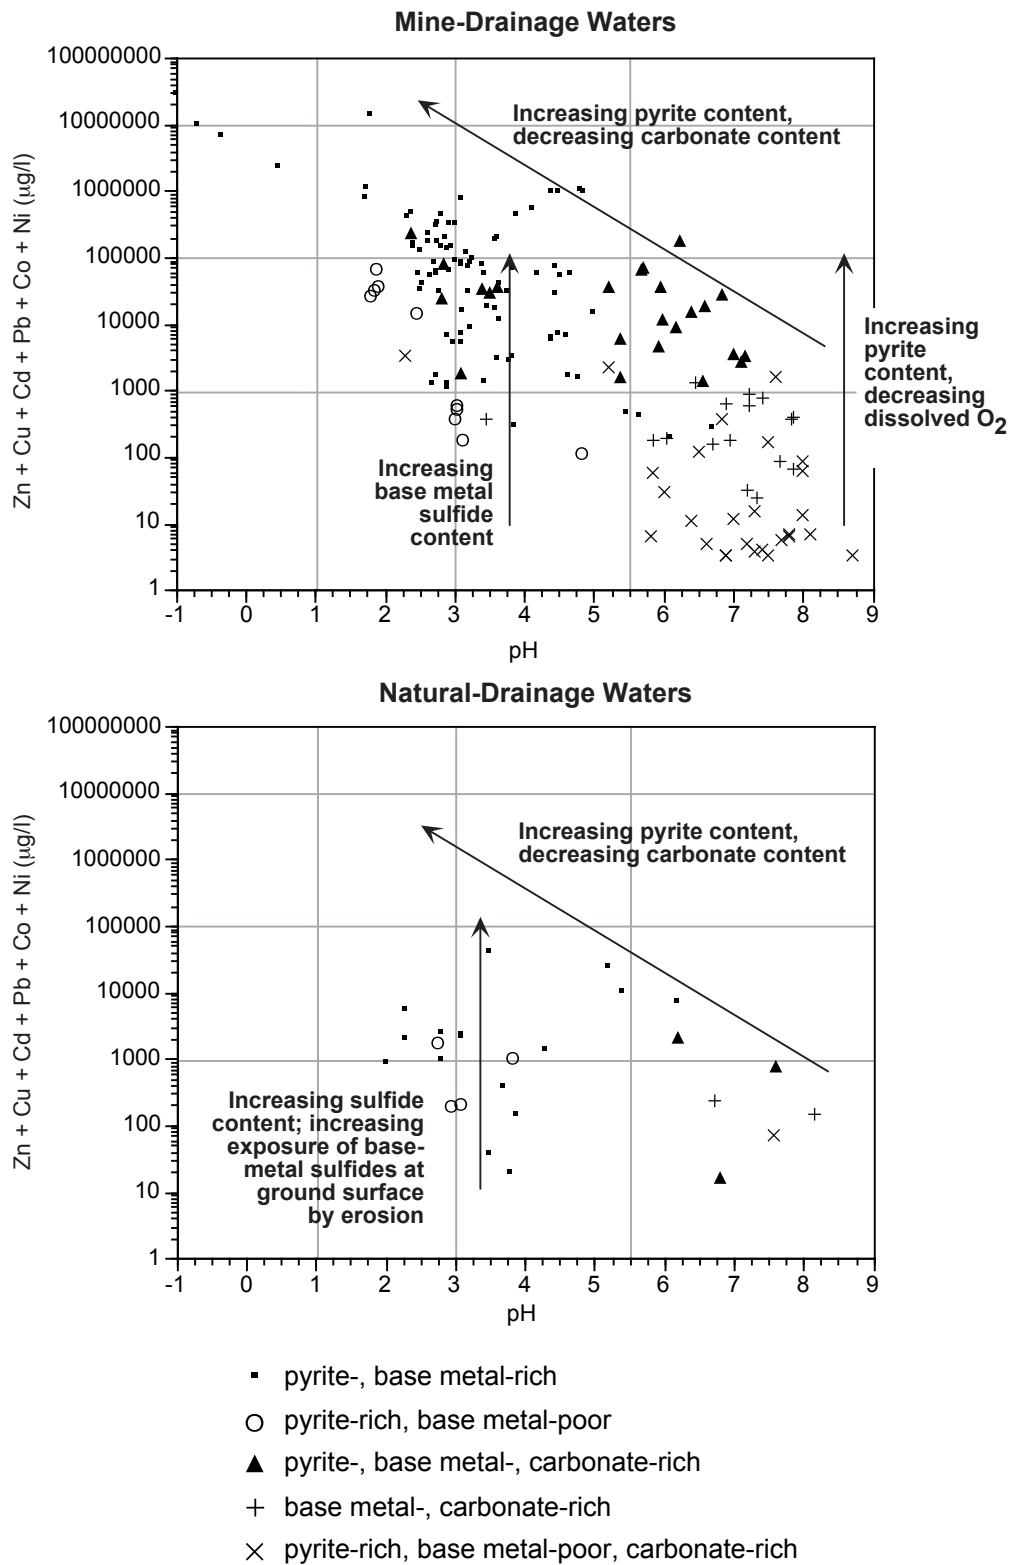 Mine-Drainage Waters
Zn + Cu + Cd + Pb + Co + Ni (µg/l)
100000000
10000000
1000000
100000
10000
1000
100
10
1
Increasing pyrite content,
decreasing carbonate content
Increasing
base metal
sulfide
content
Increasing
pyrite
content,
decreasing
dissolved O2
-1 0 1 2 3 4 5 6 7 8 9
pH
Natural-Drainage Waters
Zn + Cu + Cd + Pb + Co + Ni (µg/l)
100000000
10000000
1000000
100000
10000
1000
100
10
1
Increasing pyrite content,
decreasing carbonate content
Increasing sulfide
content; increasing
exposure of base-
metal sulfides at
ground surface
by erosion
-1 0 1 2 3 4 5 6 7 8 9
pH
pyrite-, base metal-rich
pyrite-rich, base metal-poor
pyrite-, base metal-, carbonate-rich
base metal-, carbonate-rich
pyrite-rich, base metal-poor, carbonate-rich